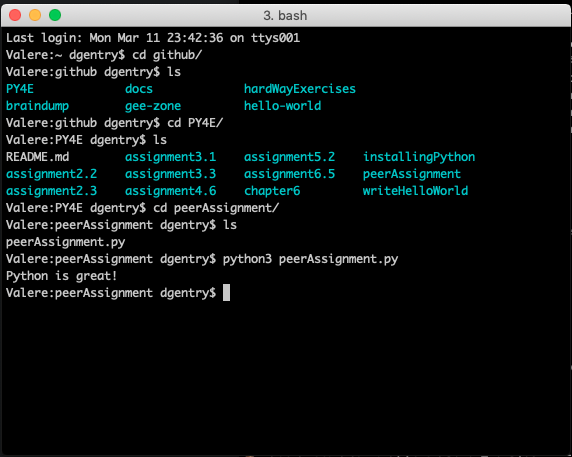 3. bash
Last login: Mon Mar 11 23:42:36 on ttys001
Valere:~ dgentry$ cd github/
Valere:github dgentry$ ls
PY4E docs hardWayExercises
braindump gee-zone hello-world
Valere:github dgentry$ cd PY4E/
Valere:PY4E dgentry$ ls
README.md assignment3.1 assignment5.2 installingPython
assignment2.2 assignment3.3 assignment6.5 peerAssignment
assignment2.3 assignment4.6 chapter6 writeHelloWorld
Valere:PY4E dgentry$ cd peerAssignment/
Valere:peerAssignment dgentry$ ls
peerAssignment.py
Valere:peerAssignment dgentry$ python3 peerAssignment.py
Python is great!
Valere:peerAssignment dgentry$